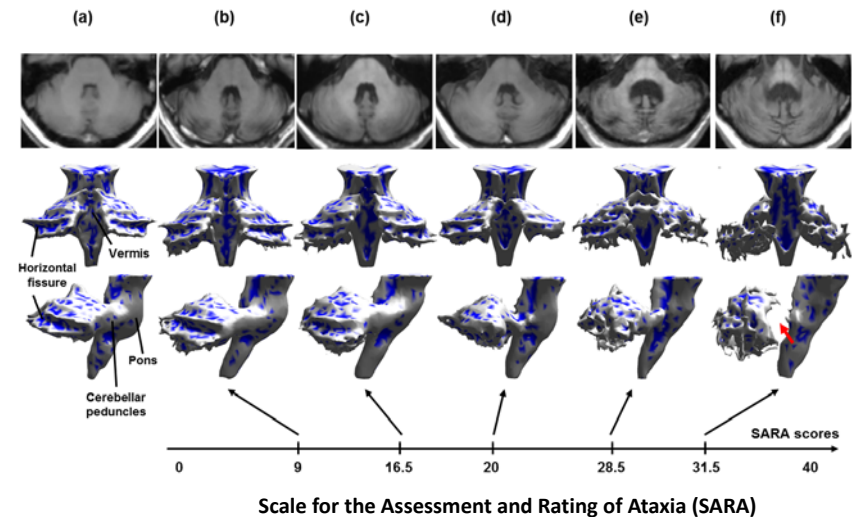 (a) (b) (c) (d) (e) (f)
Vermis
Horizontal
fissure
Pons
Cerebellar
peduncles
SARA scores
0 9 16.5 20 28.5 31.5 40
Scale for the Assessment and Rating of Ataxia (SARA)